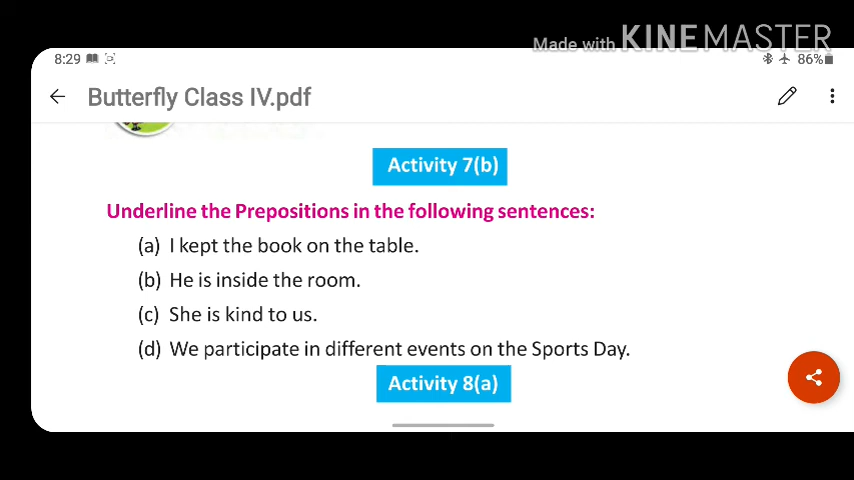 Made with KINEMASTER
8:29 86%
Butterfly Class IV.pdf
Activity 7(b)
Underline the Prepositions in the following sentences:
(a) I kept the book on the table.
(b) He is inside the room.
(c) She is kind to us.
(d) We participate in different events on the Sports Day.
Activity 8(a)